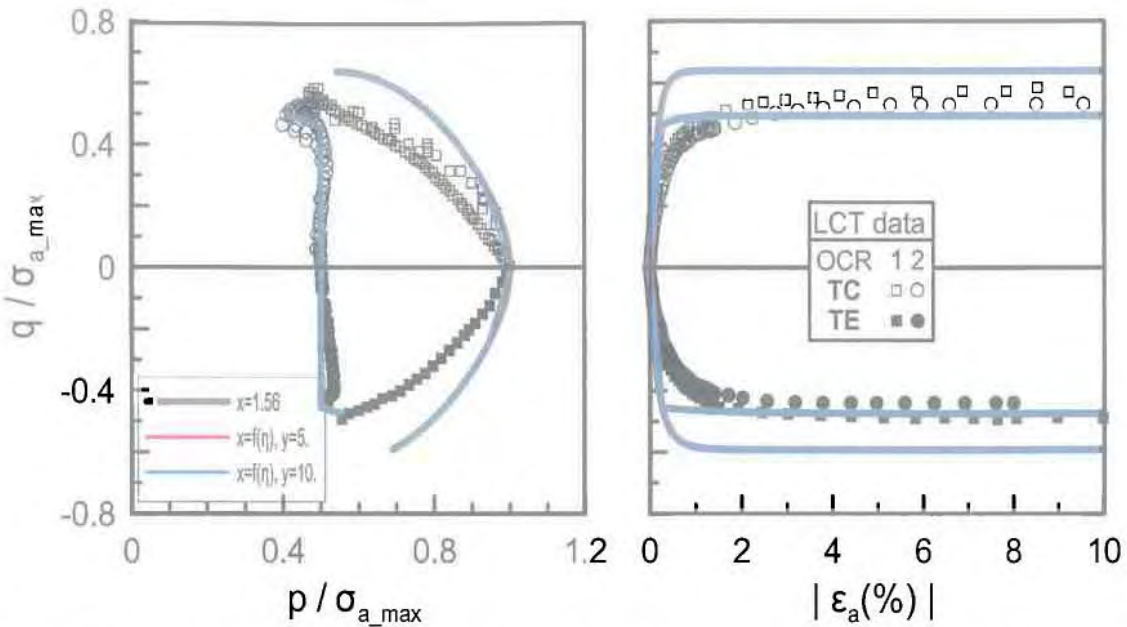 0.8
0.4
0
-0.4
-0.8
q / σa_max
x=1.56
x=f(η), y=5.
x=f(η), y=10.
0 0.4 0.8 1.2
p / σa_max
LCT data
OCR 1 2
TC □ ○
TE ■ ●
0 2 4 6 8 10
| εa(%) |